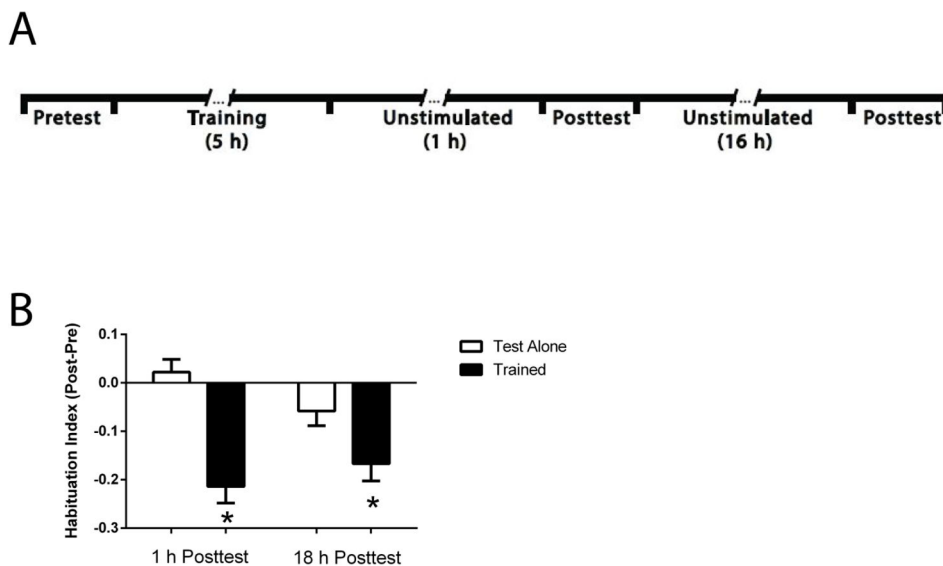 A
Pretest Training Unstimulated Posttest Unstimulated Posttest
(5 h) (1 h) (16 h)
B
Habituation Index (Post-Pre)
0.1
0.0
-0.1
-0.2
-0.3
* *
1 h Posttest 18 h Posttest
Test Alone
Trained